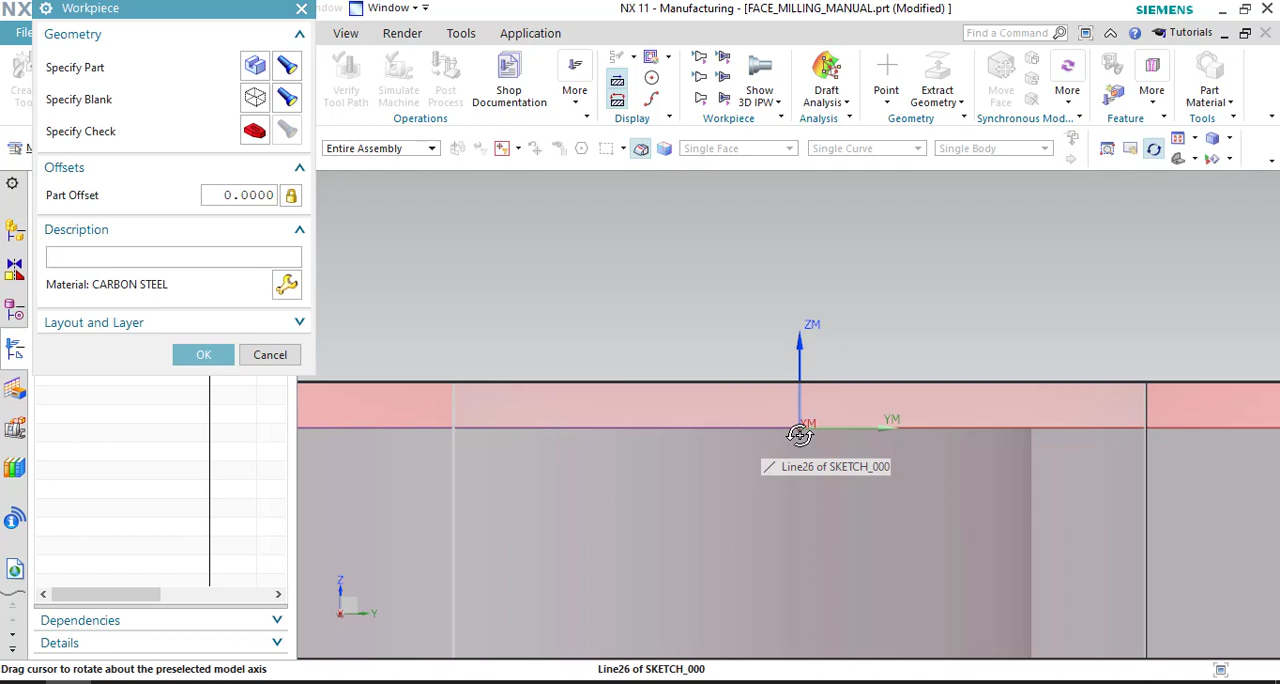 NX
Workpiece
Window
NX 11 - Manufacturing - [FACE_MILLING_MANUAL.prt (Modified) ]
SIEMENS
File
View
Render
Tools
Application
Find a Command
Tutorials
Geometry
Specify Part
Specify Blank
Specify Check
Offsets
Part Offset
0.0000
Description
Material: CARBON STEEL
Layout and Layer
OK
Cancel
Verify
Tool Path
Simulate
Machine
Post
Process
Shop
Documentation
More
Operations
Display
Show
3D IPW
Workpiece
Draft
Analysis
Analysis
Point
Extract
Geometry
Geometry
Move
Face
More
Synchronous Mod...
More
Feature
Part
Material
Tools
Entire Assembly
Single Face
Single Curve
Single Body
ZM
XM
YM
Line26 of SKETCH_000
Z
Y
Dependencies
Details
Drag cursor to rotate about the preselected model axis
Line26 of SKETCH_000